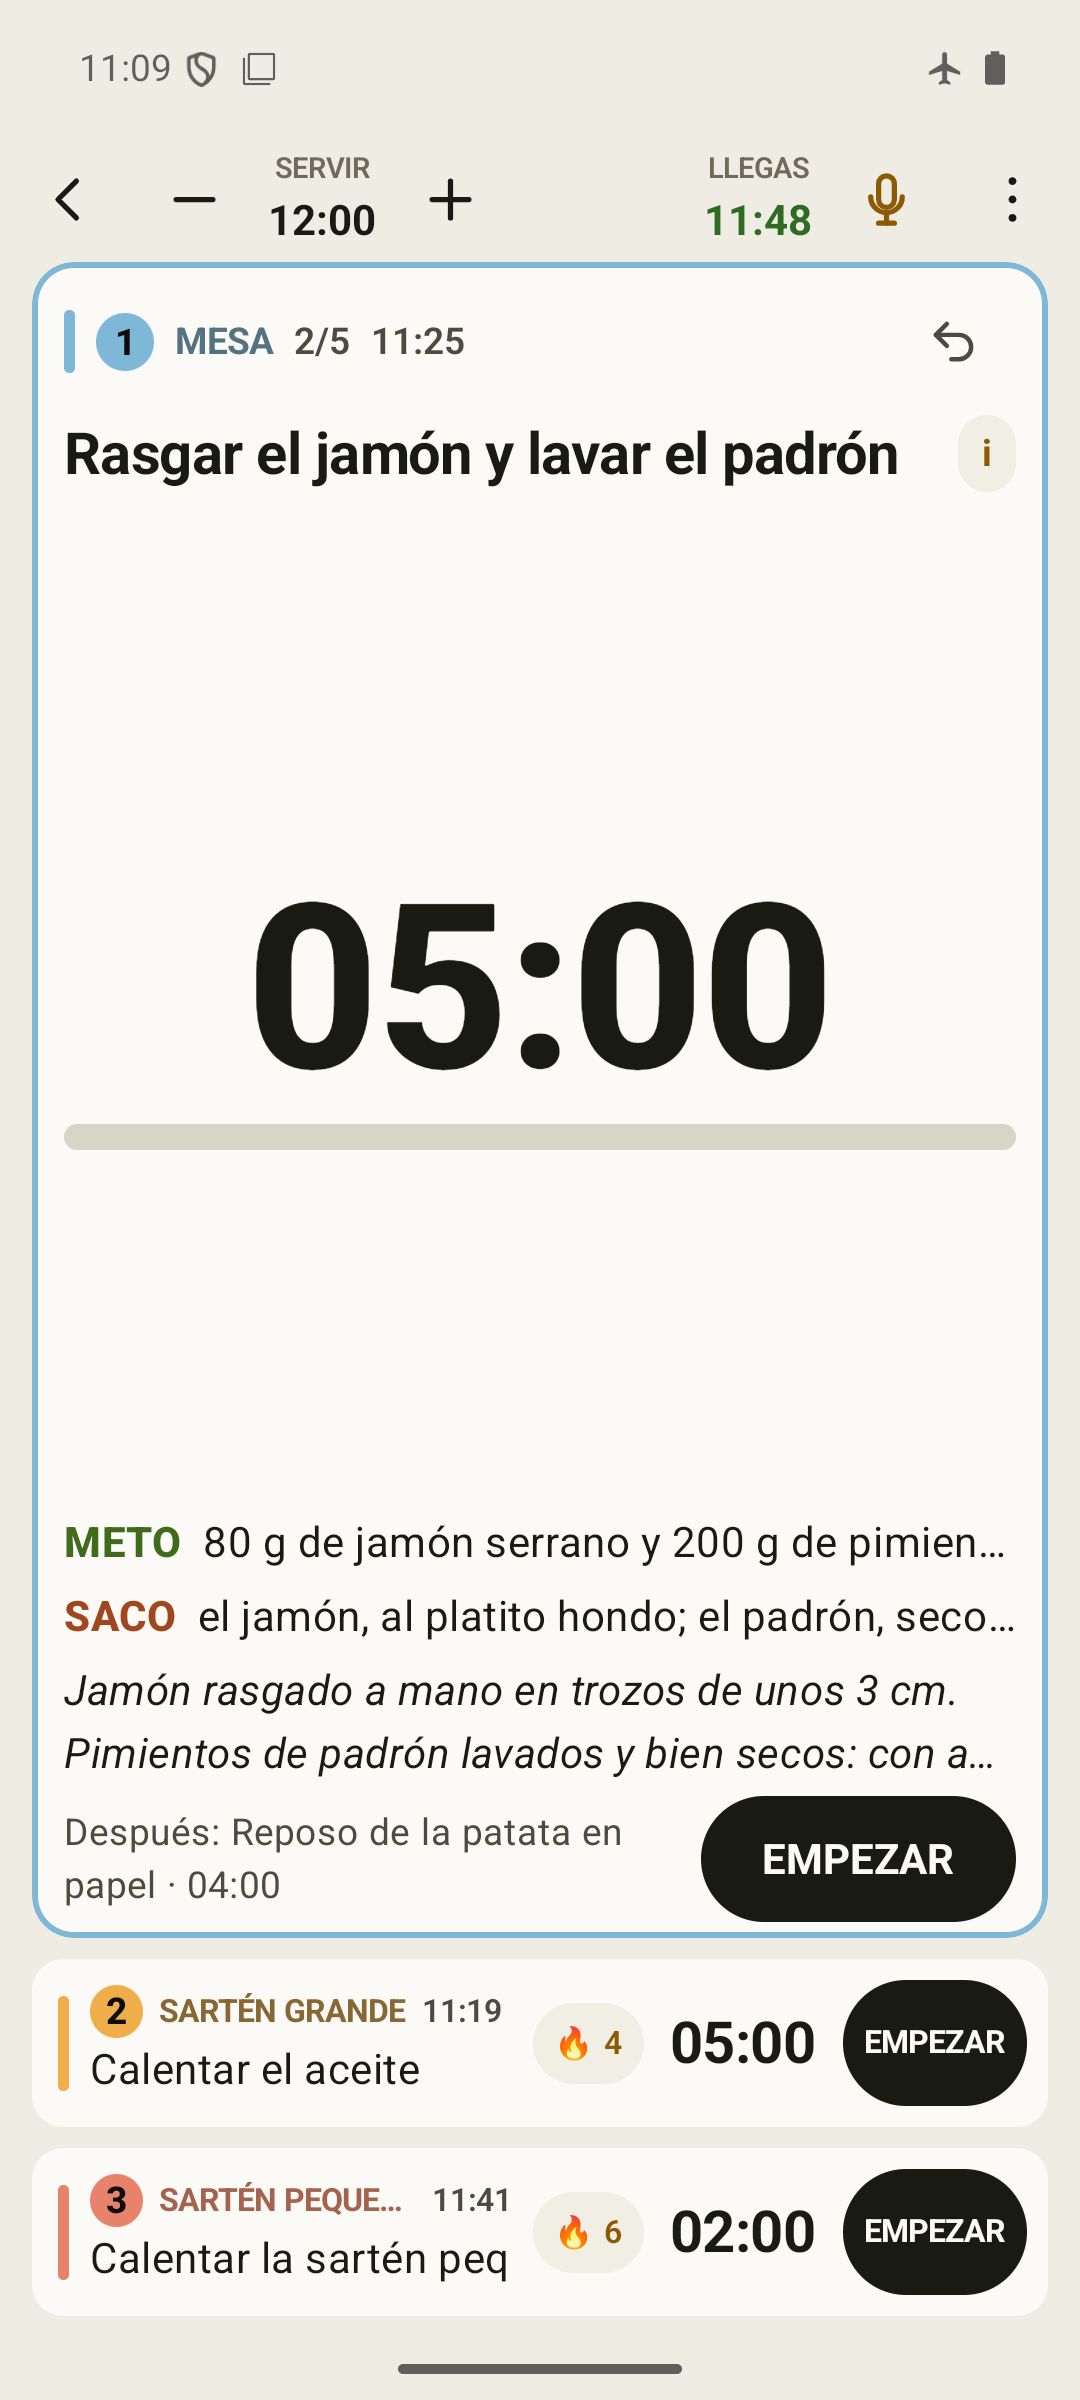 11:09
SERVIR
12:00
LLEGAS
11:48
1 MESA 2/5 11:25
Rasgar el jamón y lavar el padrón
i
05:00
METO 80 g de jamón serrano y 200 g de pimien…
SACO el jamón, al platito hondo; el padrón, seco…
Jamón rasgado a mano en trozos de unos 3 cm.
Pimientos de padrón lavados y bien secos: con a…
Después: Reposo de la patata en
papel · 04:00
EMPEZAR
2 SARTÉN GRANDE 11:19
Calentar el aceite
🔥 4
05:00
EMPEZAR
3 SARTÉN PEQUE… 11:41
Calentar la sartén peq
🔥 6
02:00
EMPEZAR